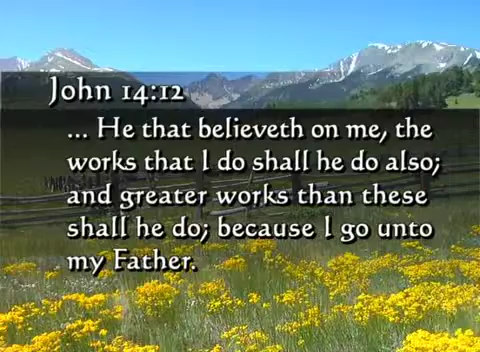 John 14:12
... He that believeth on me, the
works that I do shall he do also;
and greater works than these
shall he do; because I go unto
my Father.